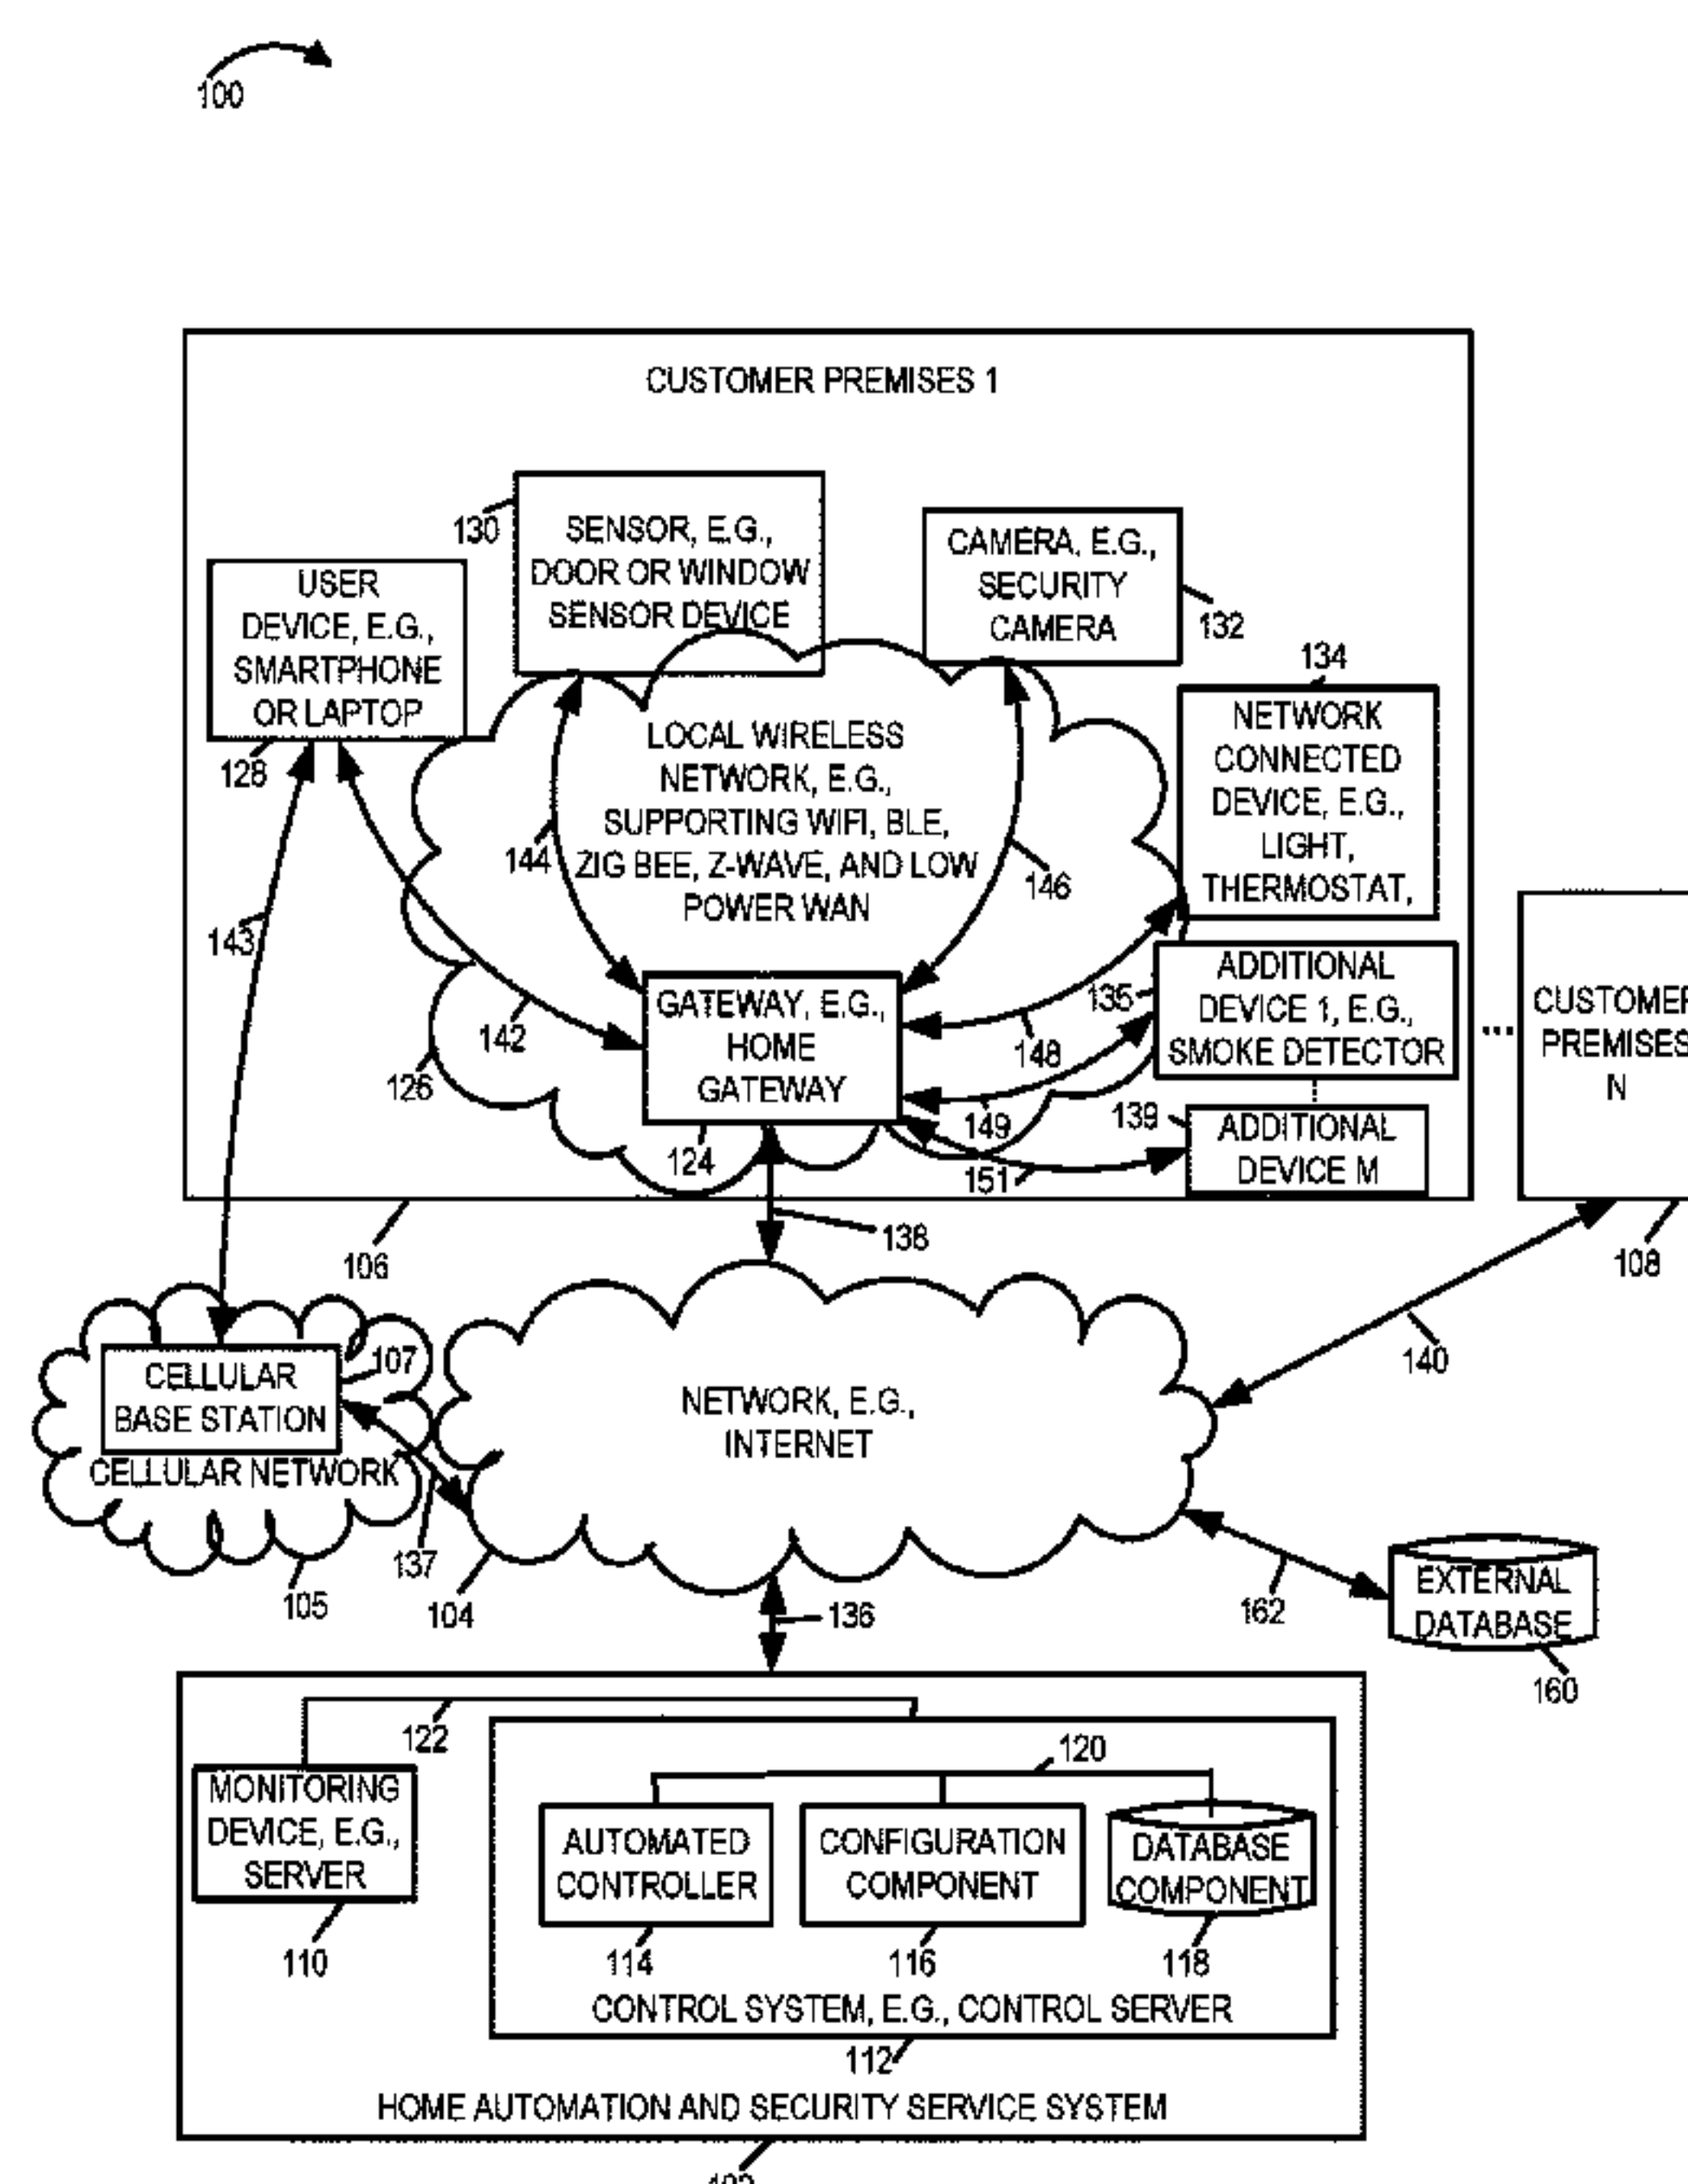 100
CUSTOMER PREMISES 1
130
SENSOR, E.G.,
DOOR OR WINDOW
SENSOR DEVICE
CAMERA, E.G.,
SECURITY
CAMERA
132
USER
DEVICE, E.G.,
SMARTPHONE
OR LAPTOP
128
134
NETWORK
CONNECTED
DEVICE, E.G.,
LIGHT,
THERMOSTAT,
LOCAL WIRELESS
NETWORK, E.G.,
SUPPORTING WIFI, BLE,
ZIG BEE, Z-WAVE, AND LOW
POWER WAN
144
146
143
142
126
GATEWAY, E.G.,
HOME
GATEWAY
124
135
ADDITIONAL
DEVICE 1, E.G.,
SMOKE DETECTOR
148
149
139
ADDITIONAL
DEVICE M
151
...
CUSTOMER
PREMISES
N
108
106
138
140
CELLULAR
BASE STATION
107
CELLULAR NETWORK
105
137
104
NETWORK, E.G.,
INTERNET
136
162
EXTERNAL
DATABASE
160
122
MONITORING
DEVICE, E.G.,
SERVER
110
120
AUTOMATED
CONTROLLER
114
CONFIGURATION
COMPONENT
116
DATABASE
COMPONENT
118
CONTROL SYSTEM, E.G., CONTROL SERVER
112
HOME AUTOMATION AND SECURITY SERVICE SYSTEM